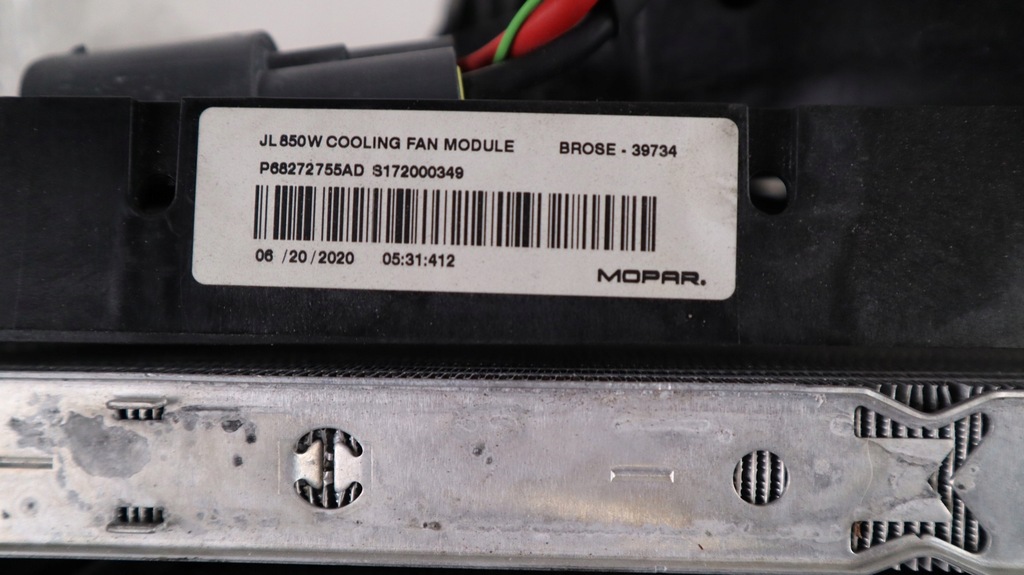 JL 850W COOLING FAN MODULE BROSE - 39734
P68272755AD S172000349
06 /20/2020 05:31:412
MOPAR.